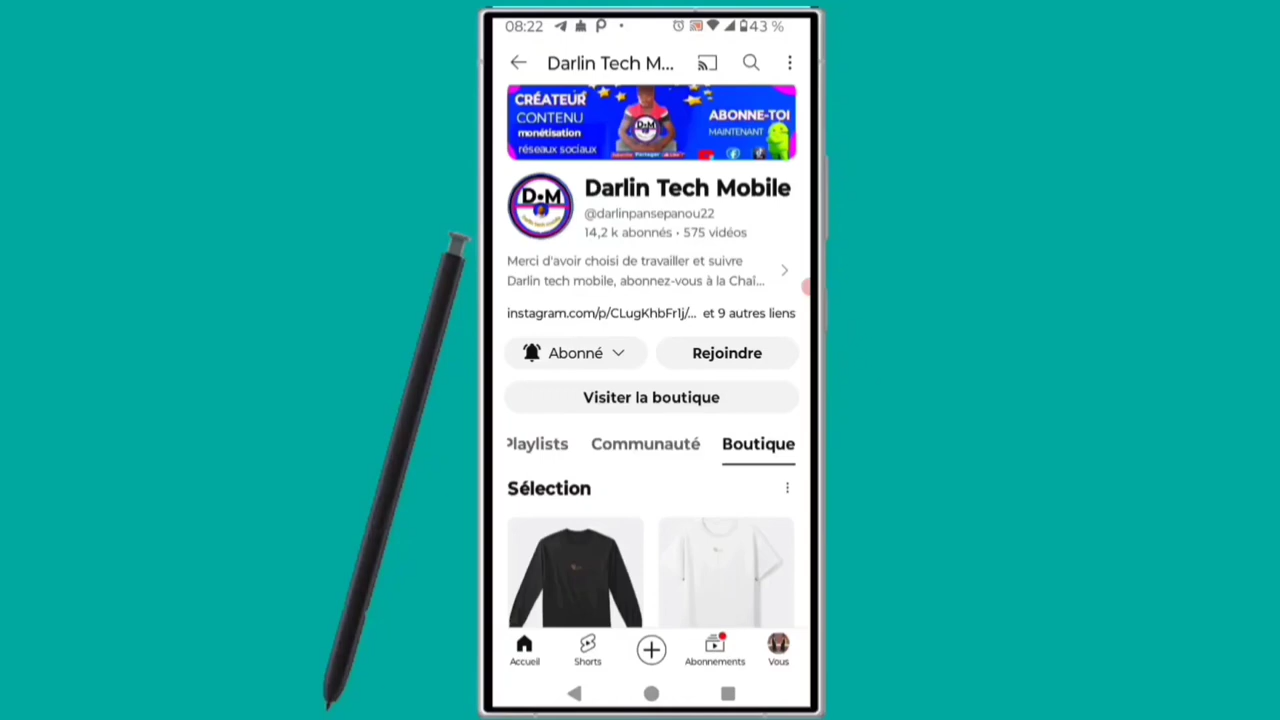 08:22 43 %
Darlin Tech M...
CRÉATEUR
CONTENU
monétisation
réseaux sociaux
D•M
ABONNE-TOI
MAINTENANT
D•M
Darlin Tech Mobile
@darlinpansepanou22
14,2 k abonnés • 575 vidéos
Merci d'avoir choisi de travailler et suivre
Darlin tech mobile, abonnez-vous à la Chaî...
instagram.com/p/CLugKhbFr1j/... et 9 autres liens
Abonné
Rejoindre
Visiter la boutique
Playlists Communauté Boutique
Sélection
Accueil Shorts Abonnements Vous